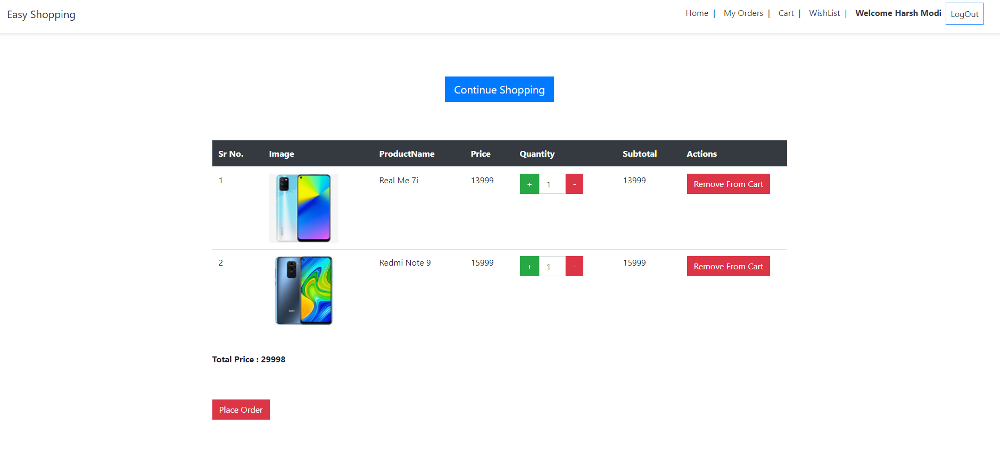 Easy Shopping
Home | My Orders | Cart | WishList | Welcome Harsh Modi LogOut
Continue Shopping
Sr No. Image ProductName Price Quantity Subtotal Actions
1 Real Me 7i 13999 + 1 - 13999 Remove From Cart
2 Redmi Note 9 15999 + 1 - 15999 Remove From Cart
Total Price : 29998
Place Order